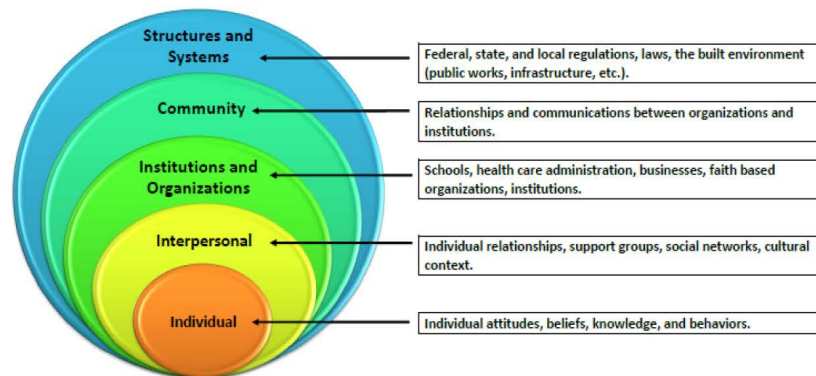 Structures and
Systems
Federal, state, and local regulations, laws, the built environment
(public works, infrastructure, etc.).
Community
Relationships and communications between organizations and
institutions.
Institutions and
Organizations
Schools, health care administration, businesses, faith based
organizations, institutions.
Interpersonal
Individual relationships, support groups, social networks, cultural
context.
Individual
Individual attitudes, beliefs, knowledge, and behaviors.